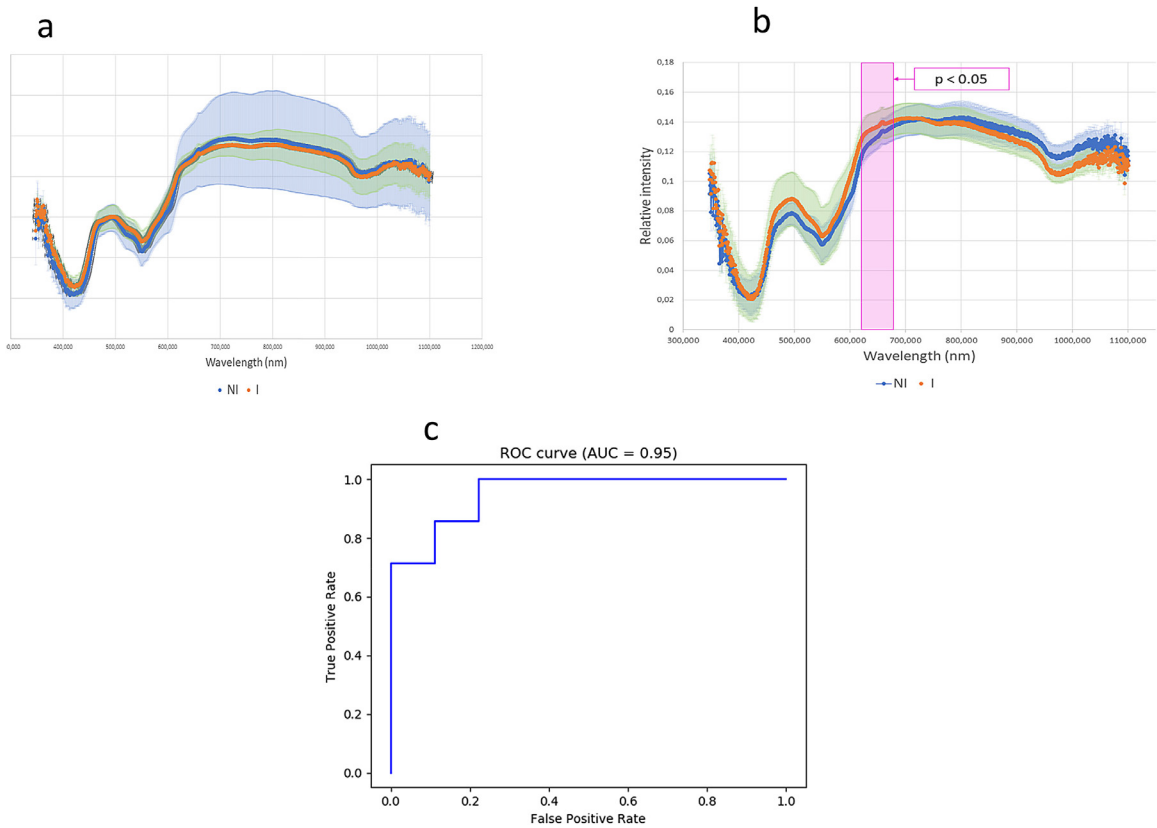 a
0,000 400,000 500,000 600,000 700,000 800,000 900,000 1000,000 1100,000 1200,000
Wavelength (nm)
NI I
b
p < 0.05
0,18
0,16
0,14
0,12
0,1
0,08
0,06
0,04
0,02
0
Relative intensity
300,000 400,000 500,000 600,000 700,000 800,000 900,000 1000,000 1100,000
Wavelength (nm)
NI I
c
ROC curve (AUC = 0.95)
1.0
0.8
0.6
0.4
0.2
0.0
True Positive Rate
0.0 0.2 0.4 0.6 0.8 1.0
False Positive Rate